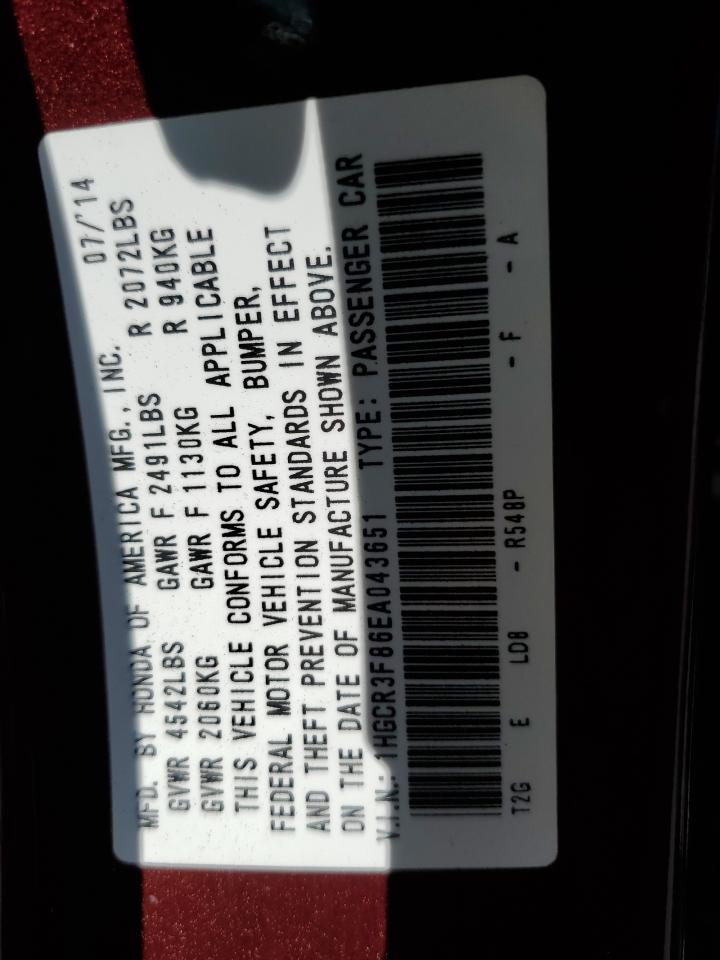 MFD. BY HONDA OF AMERICA MFG., INC. 07/'14
GVWR 4542LBS GAWR F 2491LBS R 2072LBS
GVWR 2060KG GAWR F 1130KG R 940KG
THIS VEHICLE CONFORMS TO ALL APPLICABLE
FEDERAL MOTOR VEHICLE SAFETY, BUMPER,
AND THEFT PREVENTION STANDARDS IN EFFECT
ON THE DATE OF MANUFACTURE SHOWN ABOVE.
V.I.N.: 1HGCR3F86EA043651 TYPE: PASSENGER CAR
T2G E LD8 - R548P - F - A